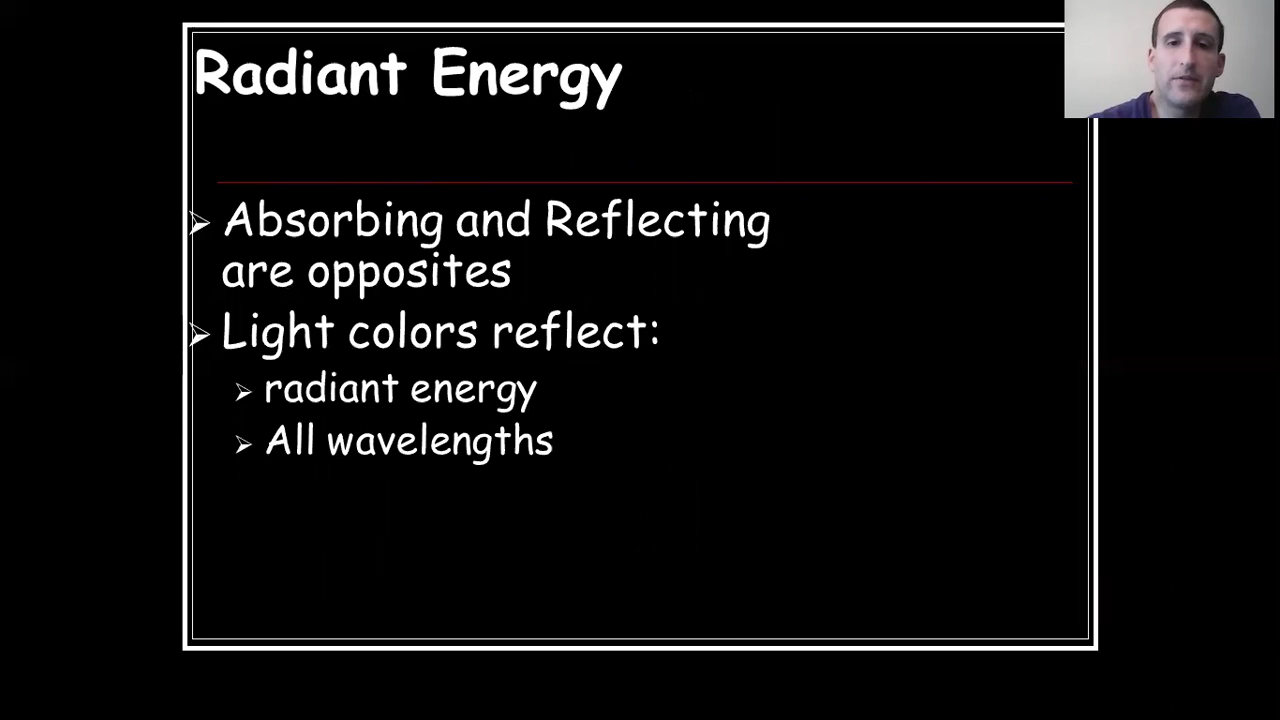 Radiant Energy
Absorbing and Reflecting
are opposites
Light colors reflect:
radiant energy
All wavelengths